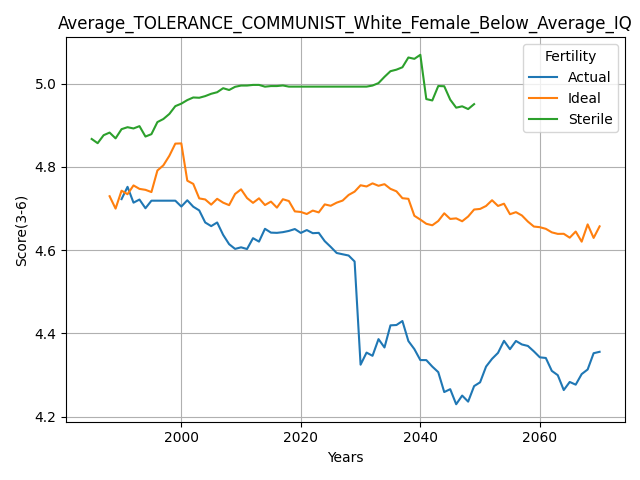 Average_TOLERANCE_COMMUNIST_White_Female_Below_Average_IQ
Fertility
Actual
Ideal
Sterile
Score(3-6)
5.0
4.8
4.6
4.4
4.2
2000
2020
2040
2060
Years